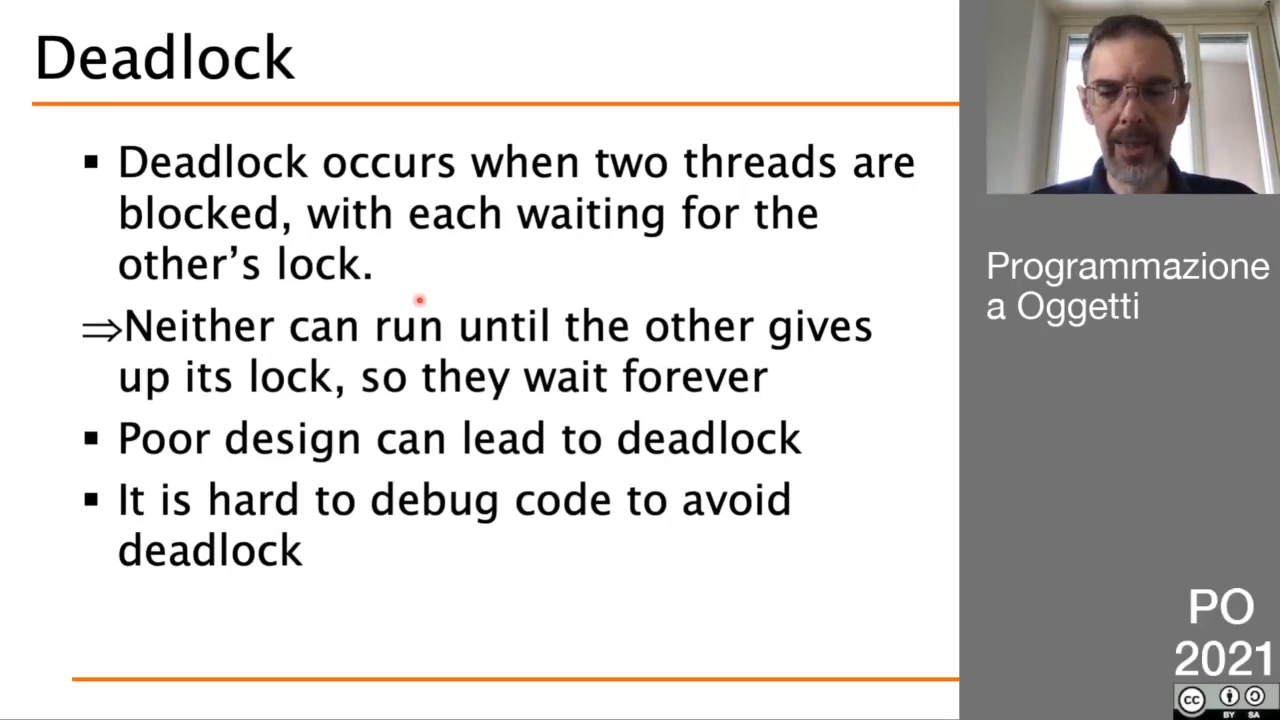 Deadlock
▪ Deadlock occurs when two threads are
blocked, with each waiting for the
other’s lock.
⇒Neither can run until the other gives
up its lock, so they wait forever
▪ Poor design can lead to deadlock
▪ It is hard to debug code to avoid
deadlock
Programmazione
a Oggetti
PO
2021
cc
BY SA